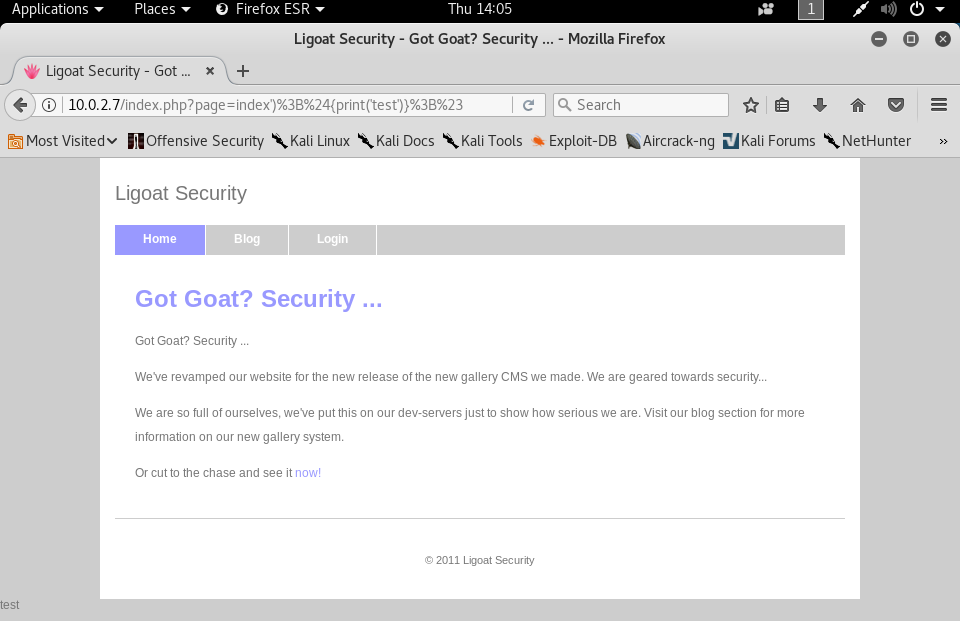 Applications Places Firefox ESR Thu 14:05 1
Ligoat Security - Got Goat? Security ... - Mozilla Firefox
Ligoat Security - Got ...
10.0.2.7/index.php?page=index')%3B%24{print('test')}%3B%23 Search
Most Visited Offensive Security Kali Linux Kali Docs Kali Tools Exploit-DB Aircrack-ng Kali Forums NetHunter »
Ligoat Security
Home Blog Login
Got Goat? Security ...
Got Goat? Security ...
We've revamped our website for the new release of the new gallery CMS we made. We are geared towards security...
We are so full of ourselves, we've put this on our dev-servers just to show how serious we are. Visit our blog section for more
information on our new gallery system.
Or cut to the chase and see it now!
© 2011 Ligoat Security
test